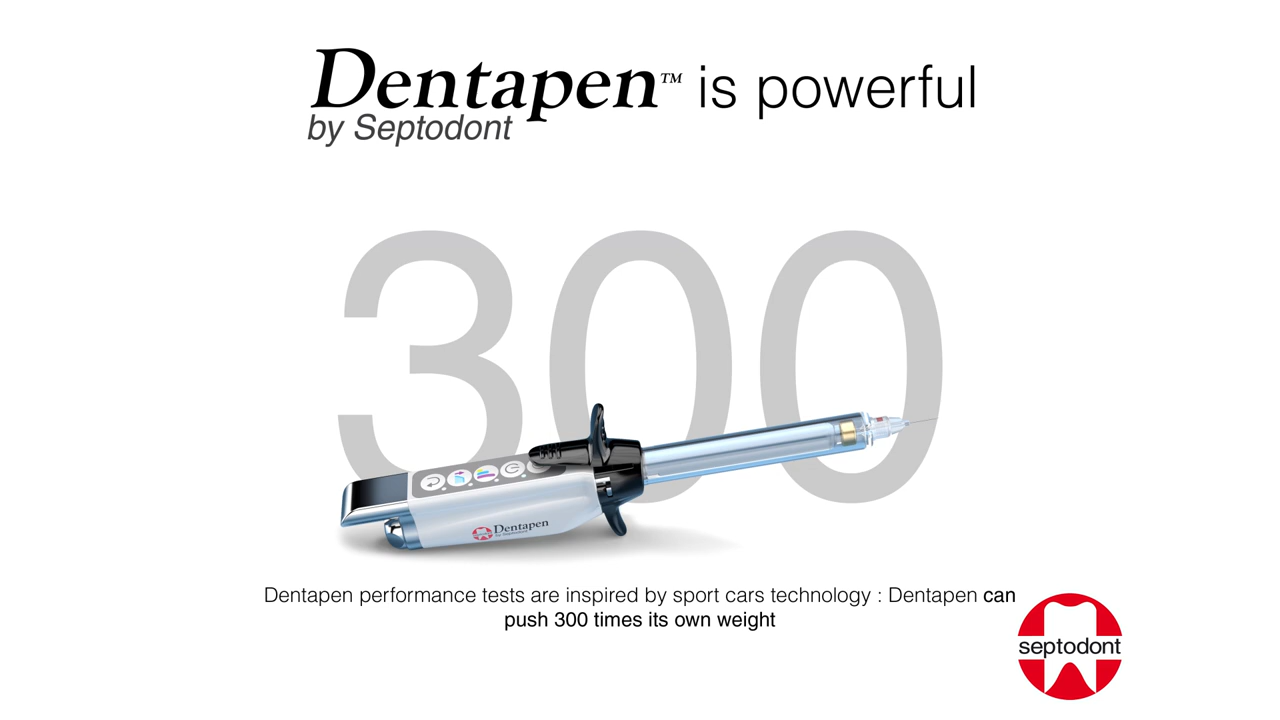 Dentapen™ is powerful
by Septodont
300
Dentapen
by Septodont
Dentapen performance tests are inspired by sport cars technology : Dentapen can
push 300 times its own weight
septodont